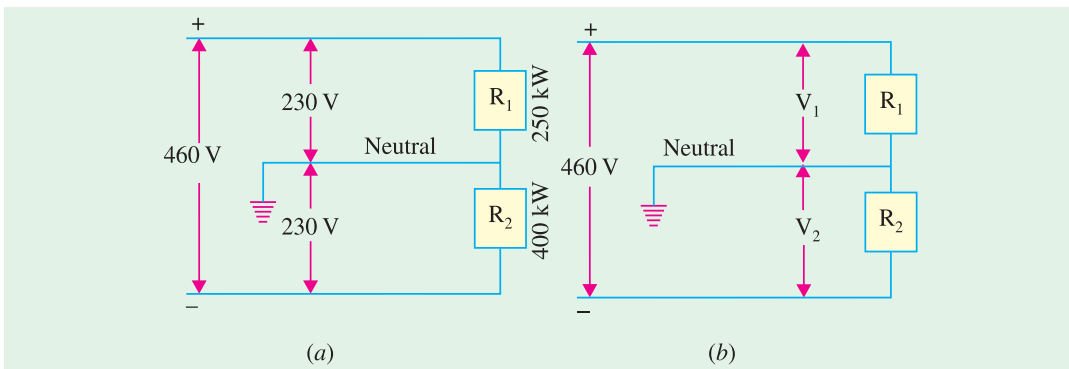 +
230 V
R1
250 kW
460 V
Neutral
230 V
R2
400 kW
–
(a)
+
V1
R1
460 V
Neutral
V2
R2
–
(b)